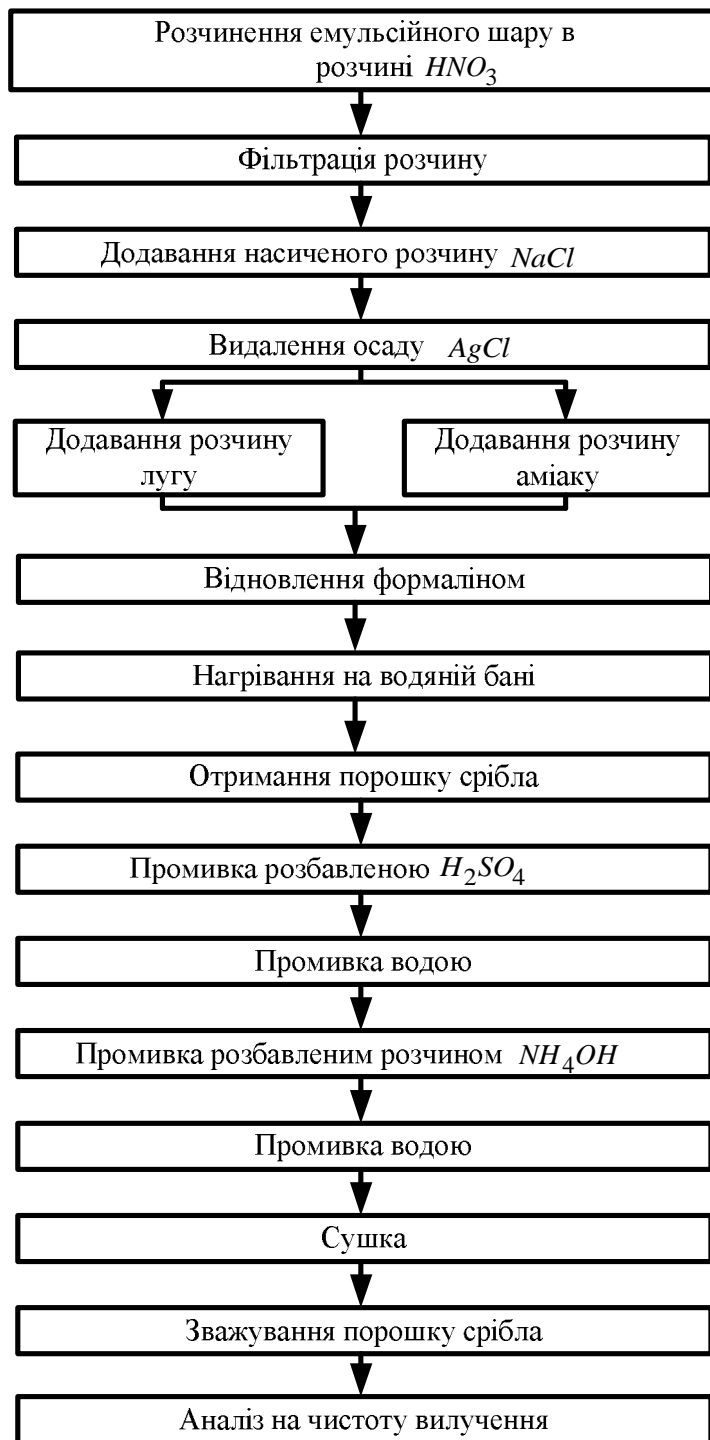 Розчинення емульсійного шару в
розчині HNO₃
Фільтрація розчину
Додавання насиченого розчину NaCl
Видалення осаду AgCl
Додавання розчину
лугу
Додавання розчину
аміаку
Відновлення формаліном
Нагрівання на водяній бані
Отримання порошку срібла
Промивка розбавленою H₂SO₄
Промивка водою
Промивка розбавленим розчином NH₄OH
Промивка водою
Сушка
Зважування порошку срібла
Аналіз на чистоту вилучення